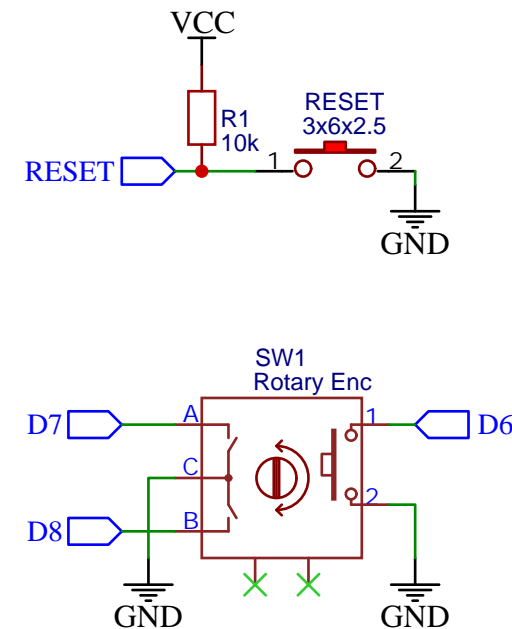 VCC
R1
10k
RESET
3x6x2.5
RESET
1
2
GND
SW1
Rotary Enc
D7
A
1
D6
C
D8
B
2
GND
GND